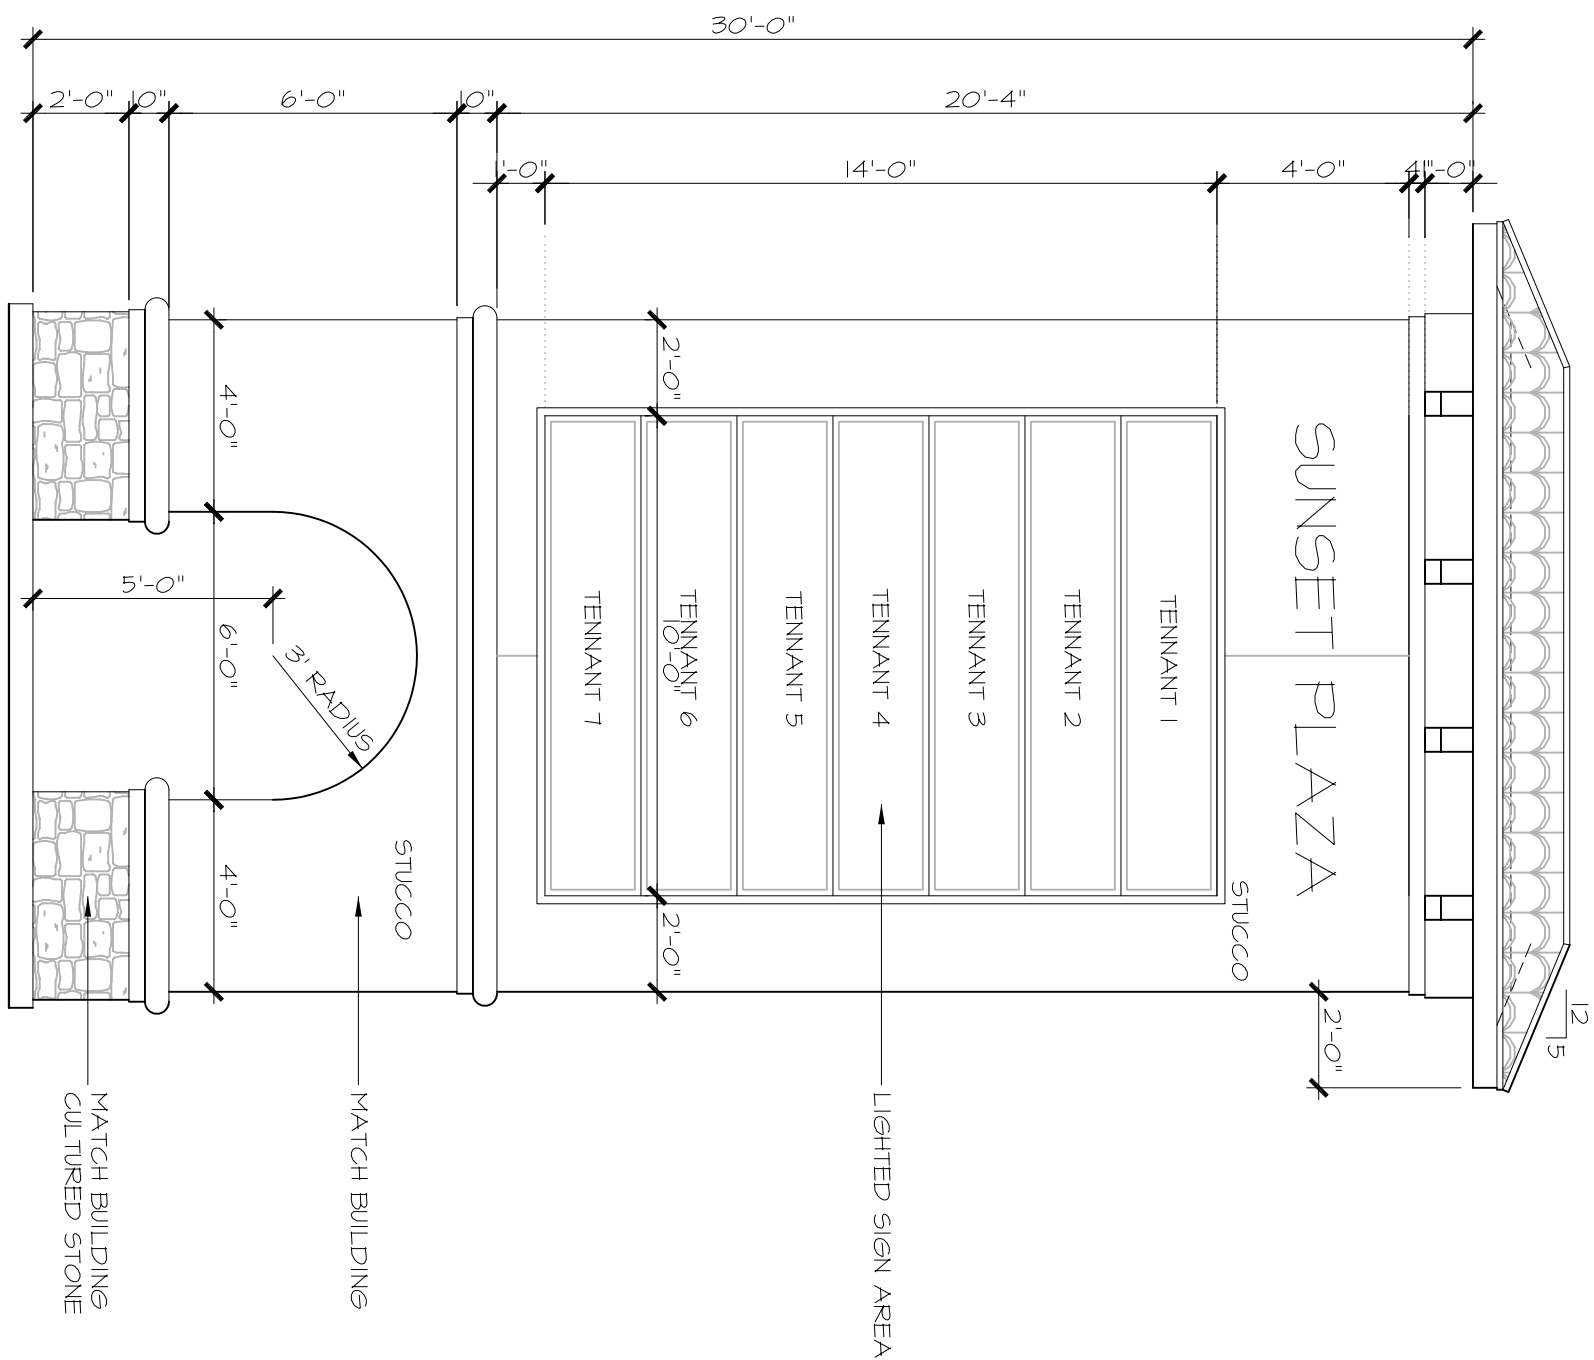 12
5
2'-0"
SUNSET PLAZA
STUCCO
TENNANT 1
TENNANT 2
TENNANT 3
TENNANT 4
TENNANT 5
TENNANT 6
TENNANT 7
2'-0"
10'-0"
2'-0"
LIGHTED SIGN AREA
STUCCO
3' RADIUS
MATCH BUILDING
4'-0"
6'-0"
4'-0"
MATCH BUILDING
CULTURED STONE
30'-0"
2'-0"
0"
6'-0"
0"
20'-4"
'-0"
14'-0"
4'-0"
4"
1'-0"
5'-0"